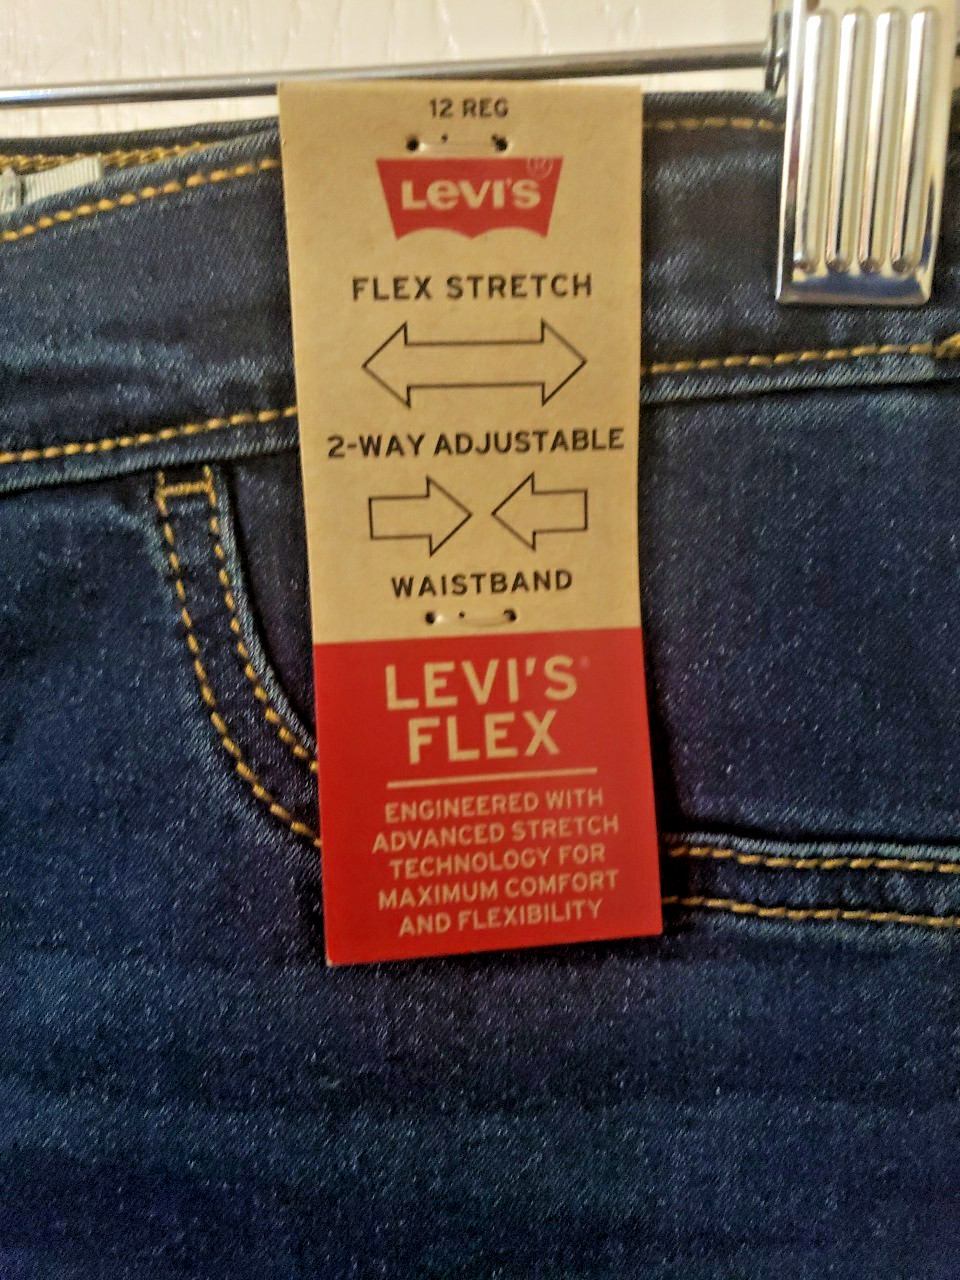 12 REG
LEVI'S®
FLEX STRETCH
2-WAY ADJUSTABLE
WAISTBAND
LEVI'S®
FLEX
ENGINEERED WITH
ADVANCED STRETCH
TECHNOLOGY FOR
MAXIMUM COMFORT
AND FLEXIBILITY